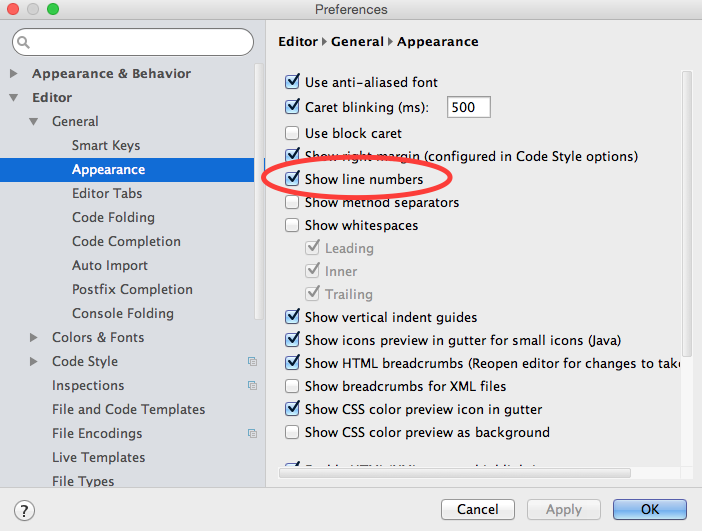 Preferences
Appearance & Behavior
Editor
General
Smart Keys
Appearance
Editor Tabs
Code Folding
Code Completion
Auto Import
Postfix Completion
Console Folding
Colors & Fonts
Code Style
Inspections
File and Code Templates
File Encodings
Live Templates
File Types
Editor General Appearance
Use anti-aliased font
Caret blinking (ms): 500
Use block caret
Show right margin (configured in Code Style options)
Show line numbers
Show method separators
Show whitespaces
Leading
Inner
Trailing
Show vertical indent guides
Show icons preview in gutter for small icons (Java)
Show HTML breadcrumbs (Reopen editor for changes to take
Show breadcrumbs for XML files
Show CSS color preview icon in gutter
Show CSS color preview as background
?
Cancel
Apply
OK